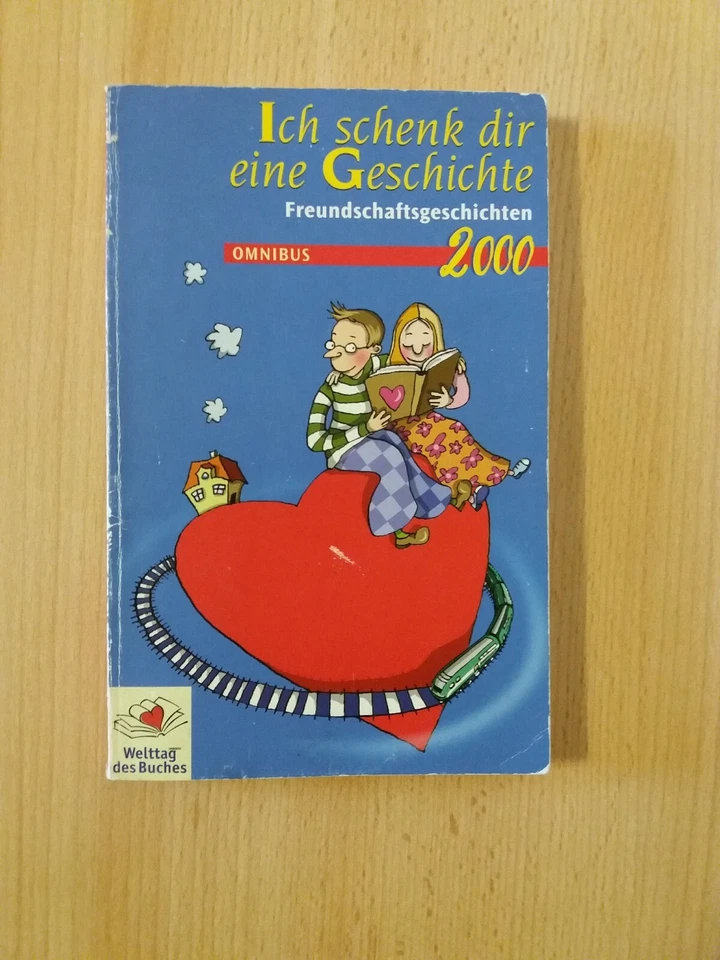 Ich schenk dir
eine Geschichte
Freundschaftsgeschichten
2000
OMNIBUS
Welttag
des Buches